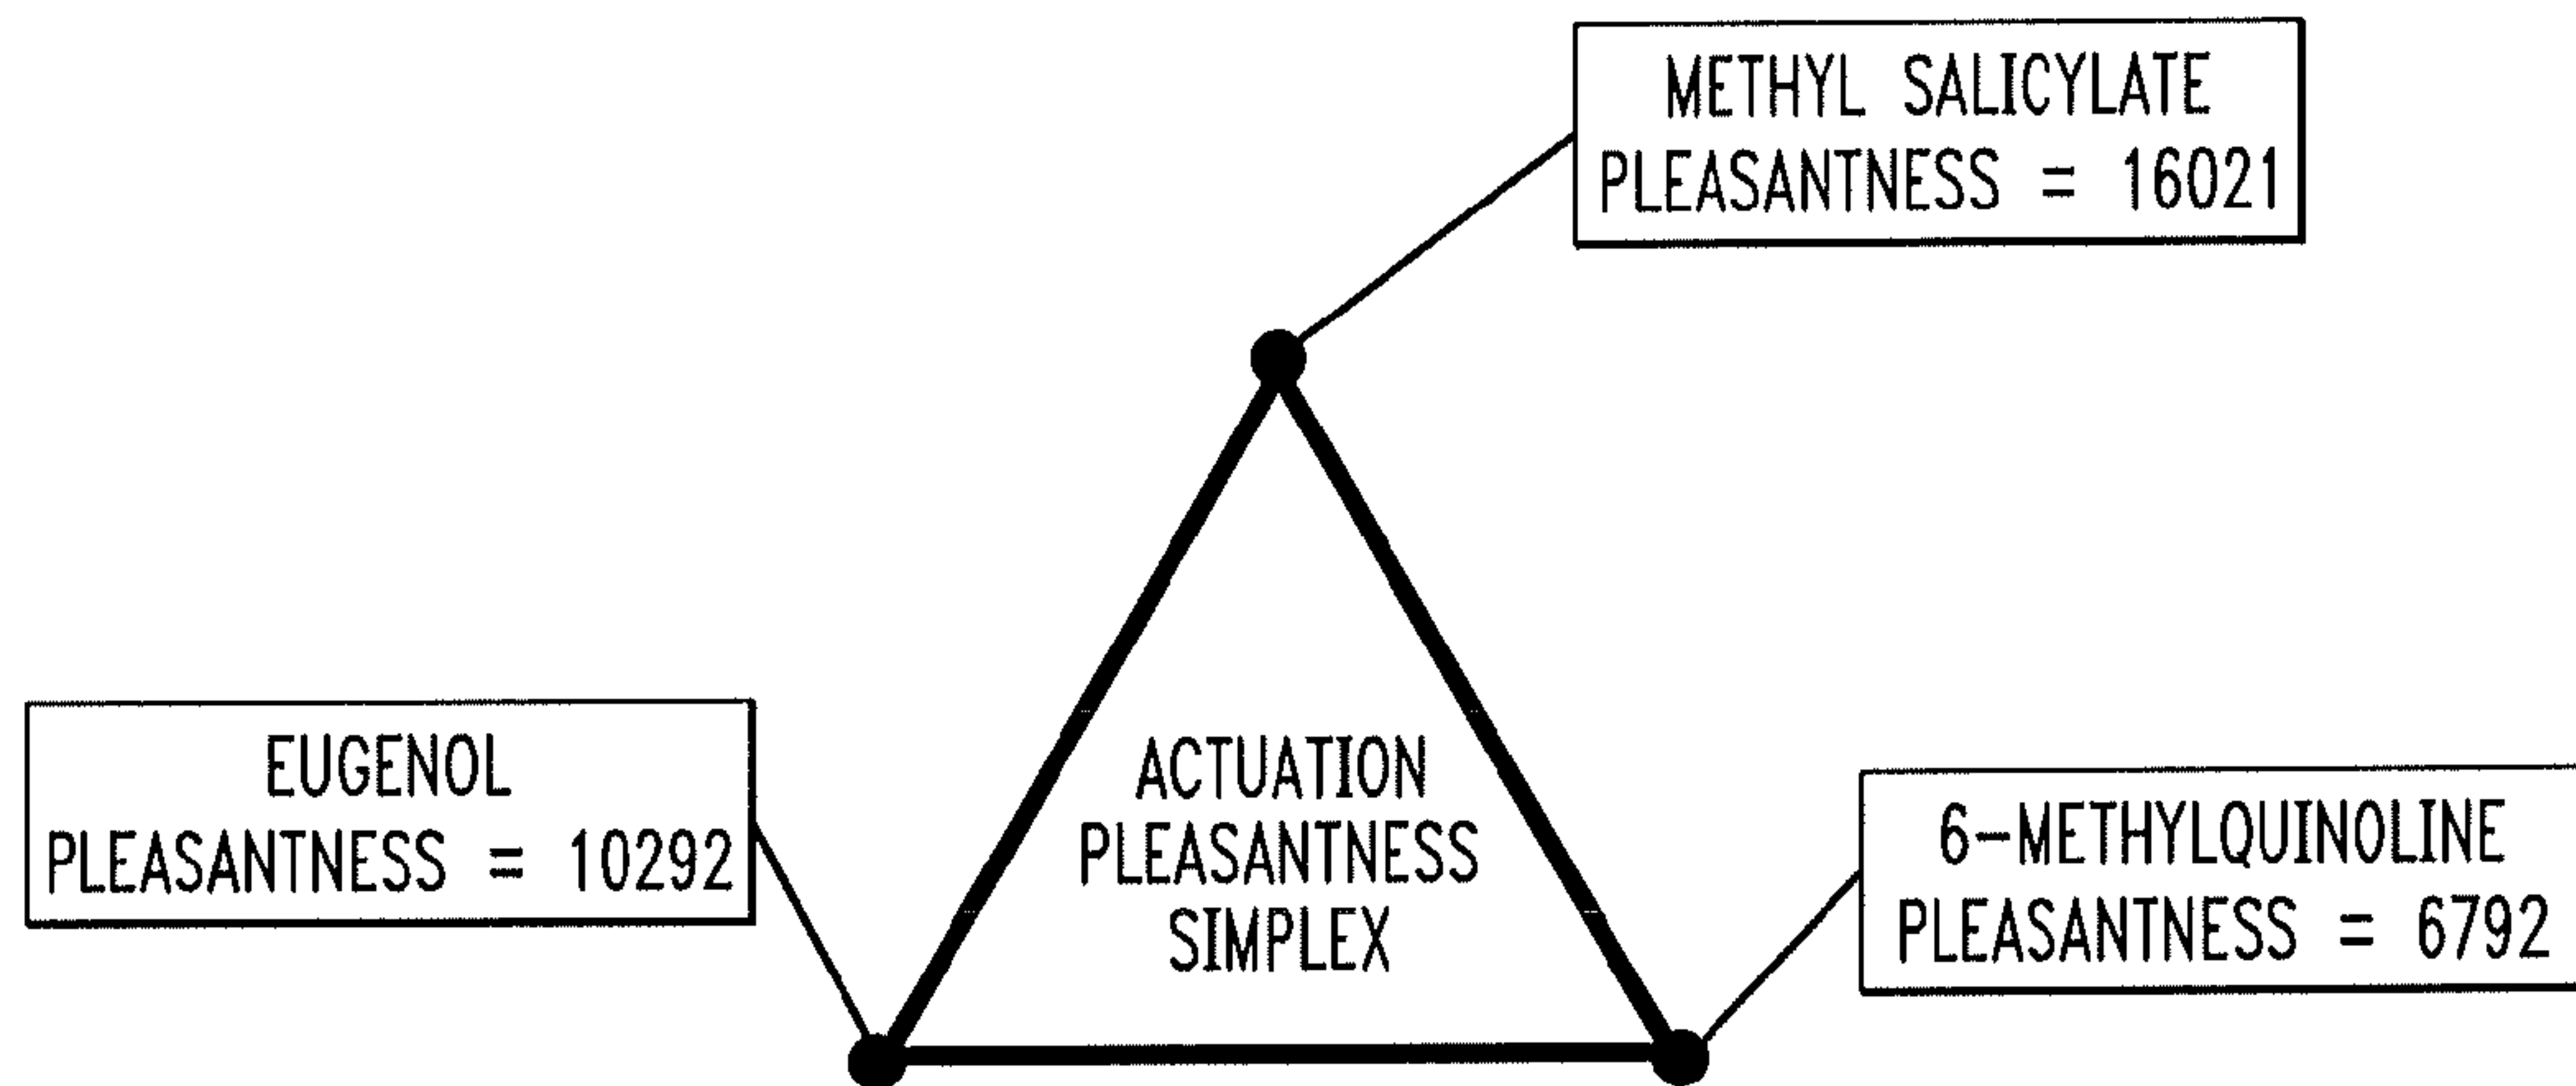 METHYL SALICYLATE
PLEASANTNESS = 16021
EUGENOL
PLEASANTNESS = 10292
ACTUATION
PLEASANTNESS
SIMPLEX
6-METHYLQUINOLINE
PLEASANTNESS = 6792